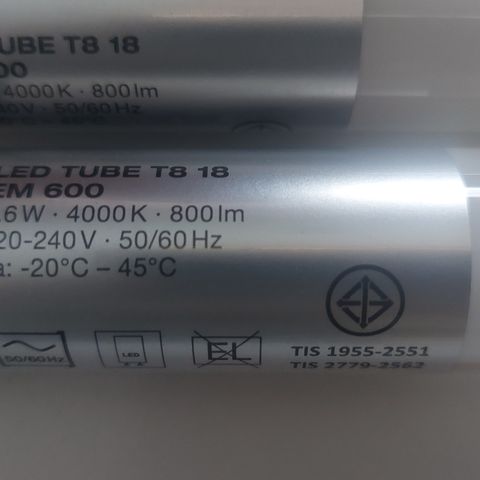 TUBE T8 18
4000K · 800lm
50/60Hz
LED TUBE T8 18
EM 600
.6W · 4000K · 800lm
20-240V · 50/60Hz
a: -20°C – 45°C
50/60Hz
LED
EL
TIS 1955-2551
TIS 2779-2562